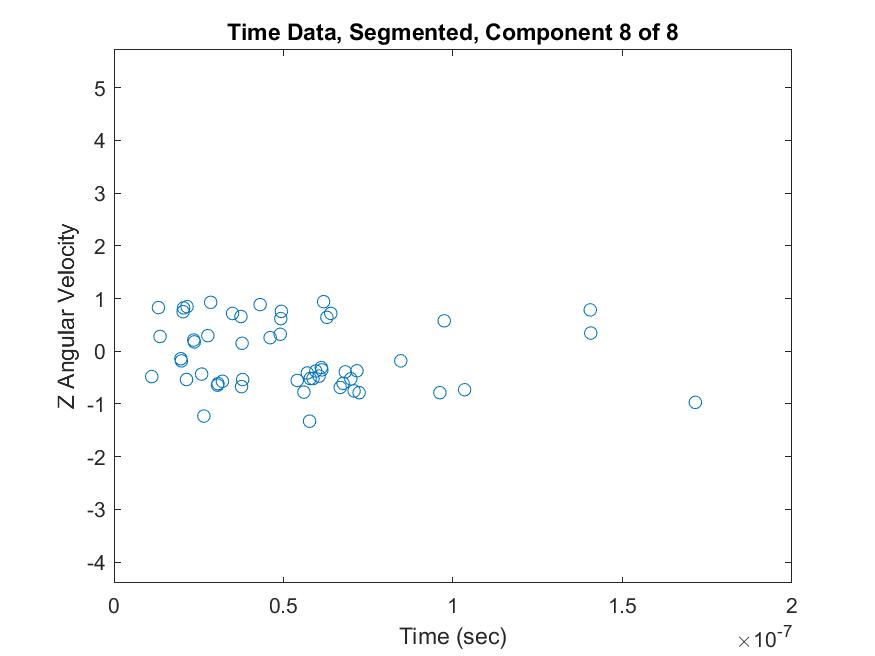 Time Data, Segmented, Component 8 of 8
5
4
3
2
1
0
-1
-2
-3
-4
Z Angular Velocity
0 0.5 1 1.5 2
Time (sec)
×10-7